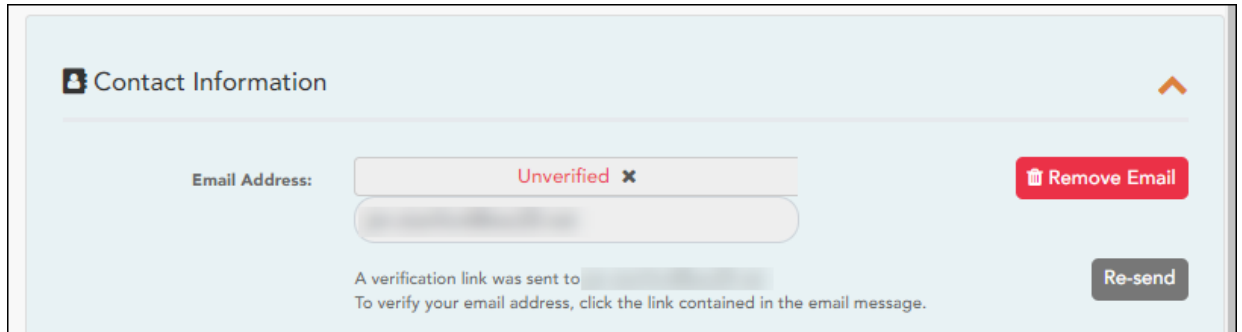 Contact Information
Email Address:
Unverified ✖
Remove Email
A verification link was sent to
Re-send
To verify your email address, click the link contained in the email message.